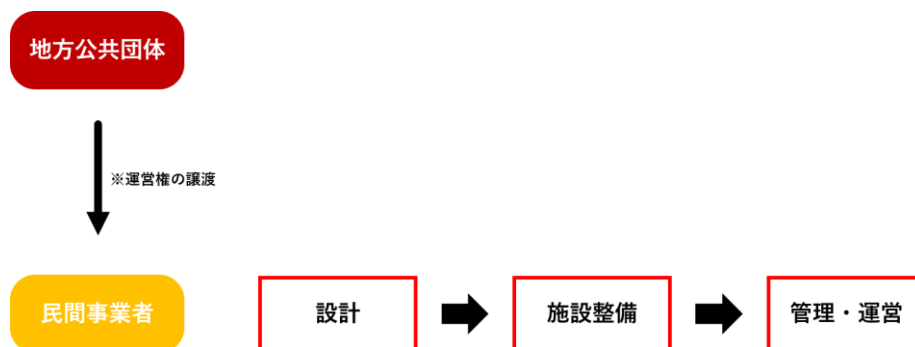 地方公共団体
※運営権の譲渡
民間事業者
設計
施設整備
管理・運営